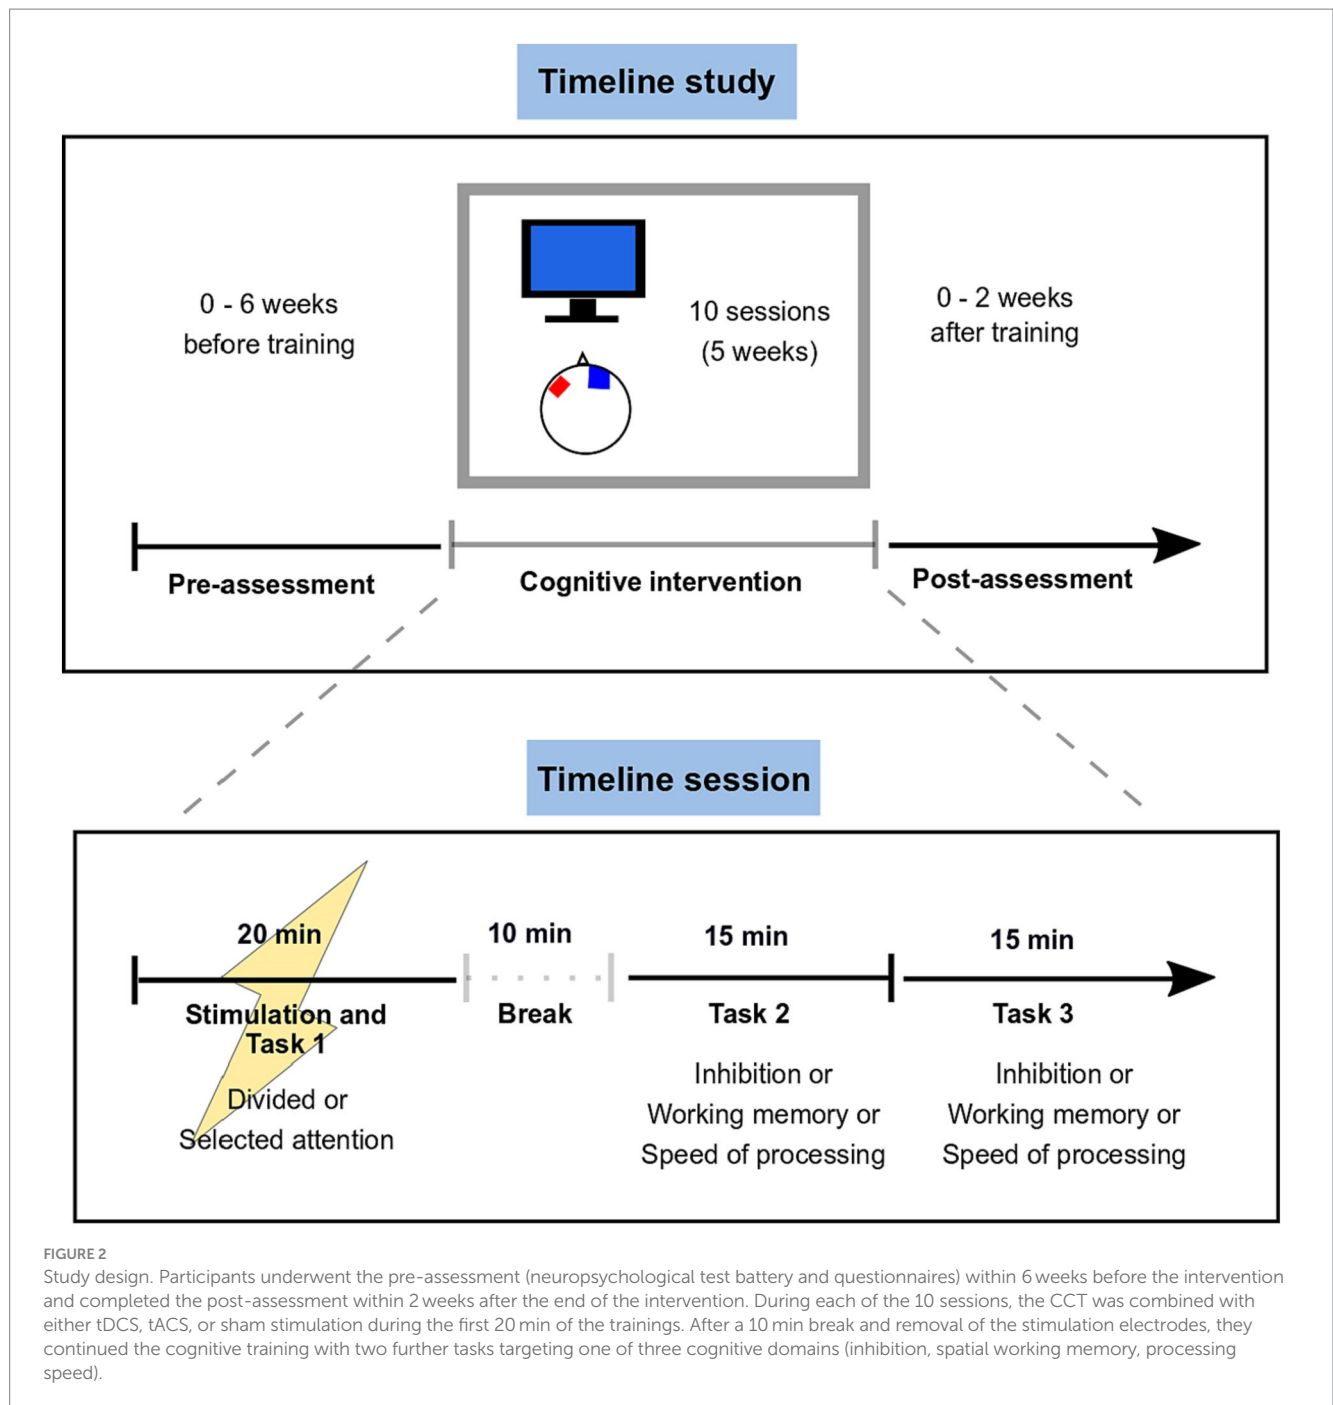 Timeline study
0 - 6 weeks
before training
10 sessions
(5 weeks)
0 - 2 weeks
after training
Pre-assessment
Cognitive intervention
Post-assessment
Timeline session
20 min
10 min
15 min
15 min
Stimulation and
Task 1
Break
Task 2
Task 3
Divided or
Selected attention
Inhibition or
Working memory or
Speed of processing
Inhibition or
Working memory or
Speed of processing
FIGURE 2
Study design. Participants underwent the pre-assessment (neuropsychological test battery and questionnaires) within 6 weeks before the intervention
and completed the post-assessment within 2 weeks after the end of the intervention. During each of the 10 sessions, the CCT was combined with
either tDCS, tACS, or sham stimulation during the first 20 min of the trainings. After a 10 min break and removal of the stimulation electrodes, they
continued the cognitive training with two further tasks targeting one of three cognitive domains (inhibition, spatial working memory, processing
speed).